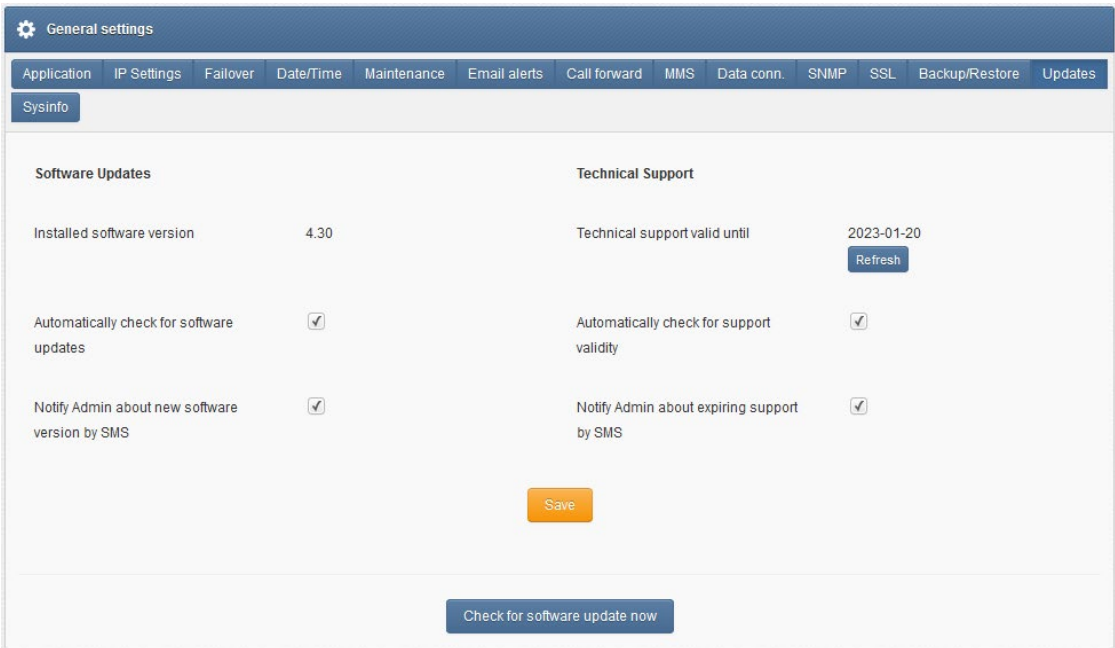 General settings
Application IP Settings Failover Date/Time Maintenance Email alerts Call forward MMS Data conn. SNMP SSL Backup/Restore Updates
Sysinfo
Software Updates
Technical Support
Installed software version 4.30
Technical support valid until 2023-01-20
Refresh
Automatically check for software
updates
Automatically check for support
validity
Notify Admin about new software
version by SMS
Notify Admin about expiring support
by SMS
Save
Check for software update now